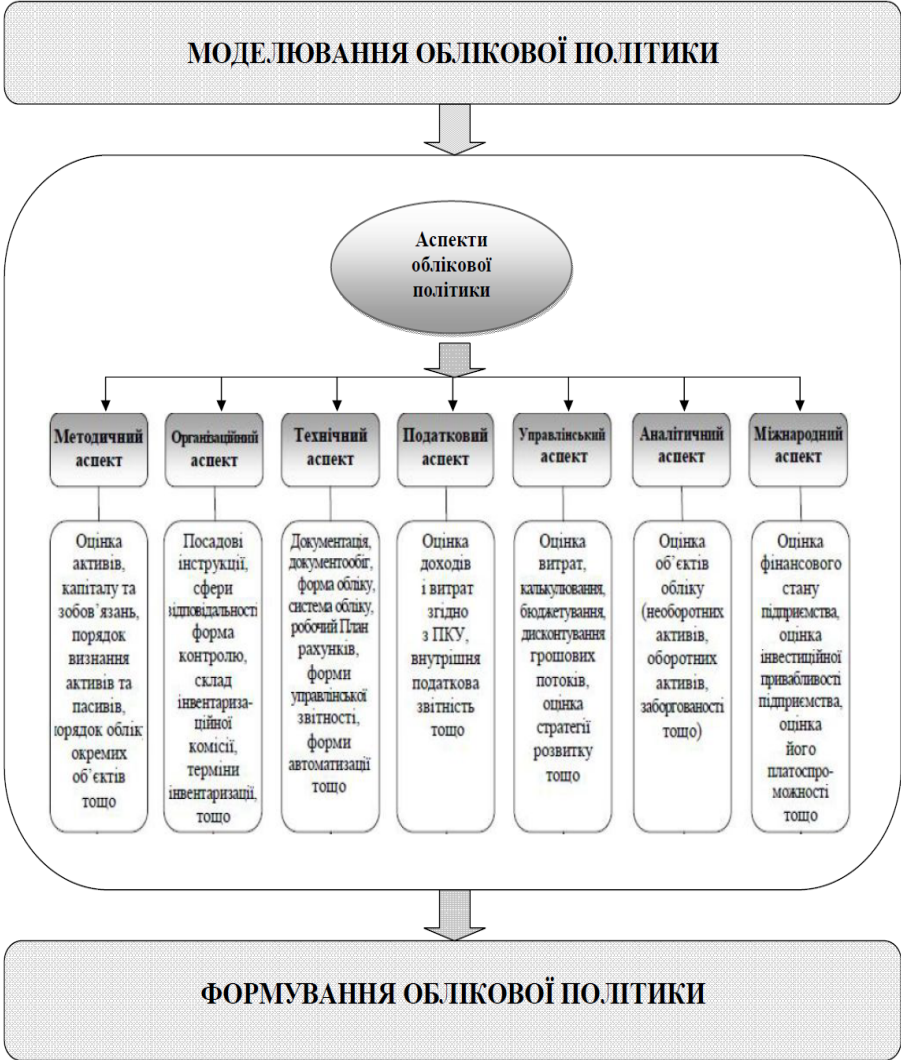 МОДЕЛЮВАННЯ ОБЛІКОВОЇ ПОЛІТИКИ
Аспекти
облікової
політики
Методичний
аспект
Організаційний
аспект
Технічний
аспект
Податковий
аспект
Управлінський
аспект
Аналітичний
аспект
Міжнародний
аспект
Оцінка
активів,
капіталу та
зобов’язань,
порядок
визнання
активів та
пасивів,
порядок облік
окремих
об’єктів
тощо
Посадові
інструкції,
сфери
відповідальності
форма
контролю,
склад
інвентариза-
ційної
комісії,
терміни
інвентаризації,
тощо
Документація,
документообіг,
форма обліку,
система обліку,
робочий План
рахунків,
форми
управлінської
звітності,
форми
автоматизації
тощо
Оцінка
доходів
і витрат
згідно
з ПКУ,
внутрішня
податкова
звітність
тощо
Оцінка
витрат,
калькулювання,
бюджетування,
дисконтування
грошових
потоків,
оцінка
стратегії
розвитку
тощо
Оцінка
об’єктів
обліку
(необоротних
активів,
оборотних
активів,
заборгованості
тощо)
Оцінка
фінансового
стану
підприємства,
оцінка
інвестиційної
привабливості
підприємства,
оцінка
його
платоспро-
можності
тощо
ФОРМУВАННЯ ОБЛІКОВОЇ ПОЛІТИКИ